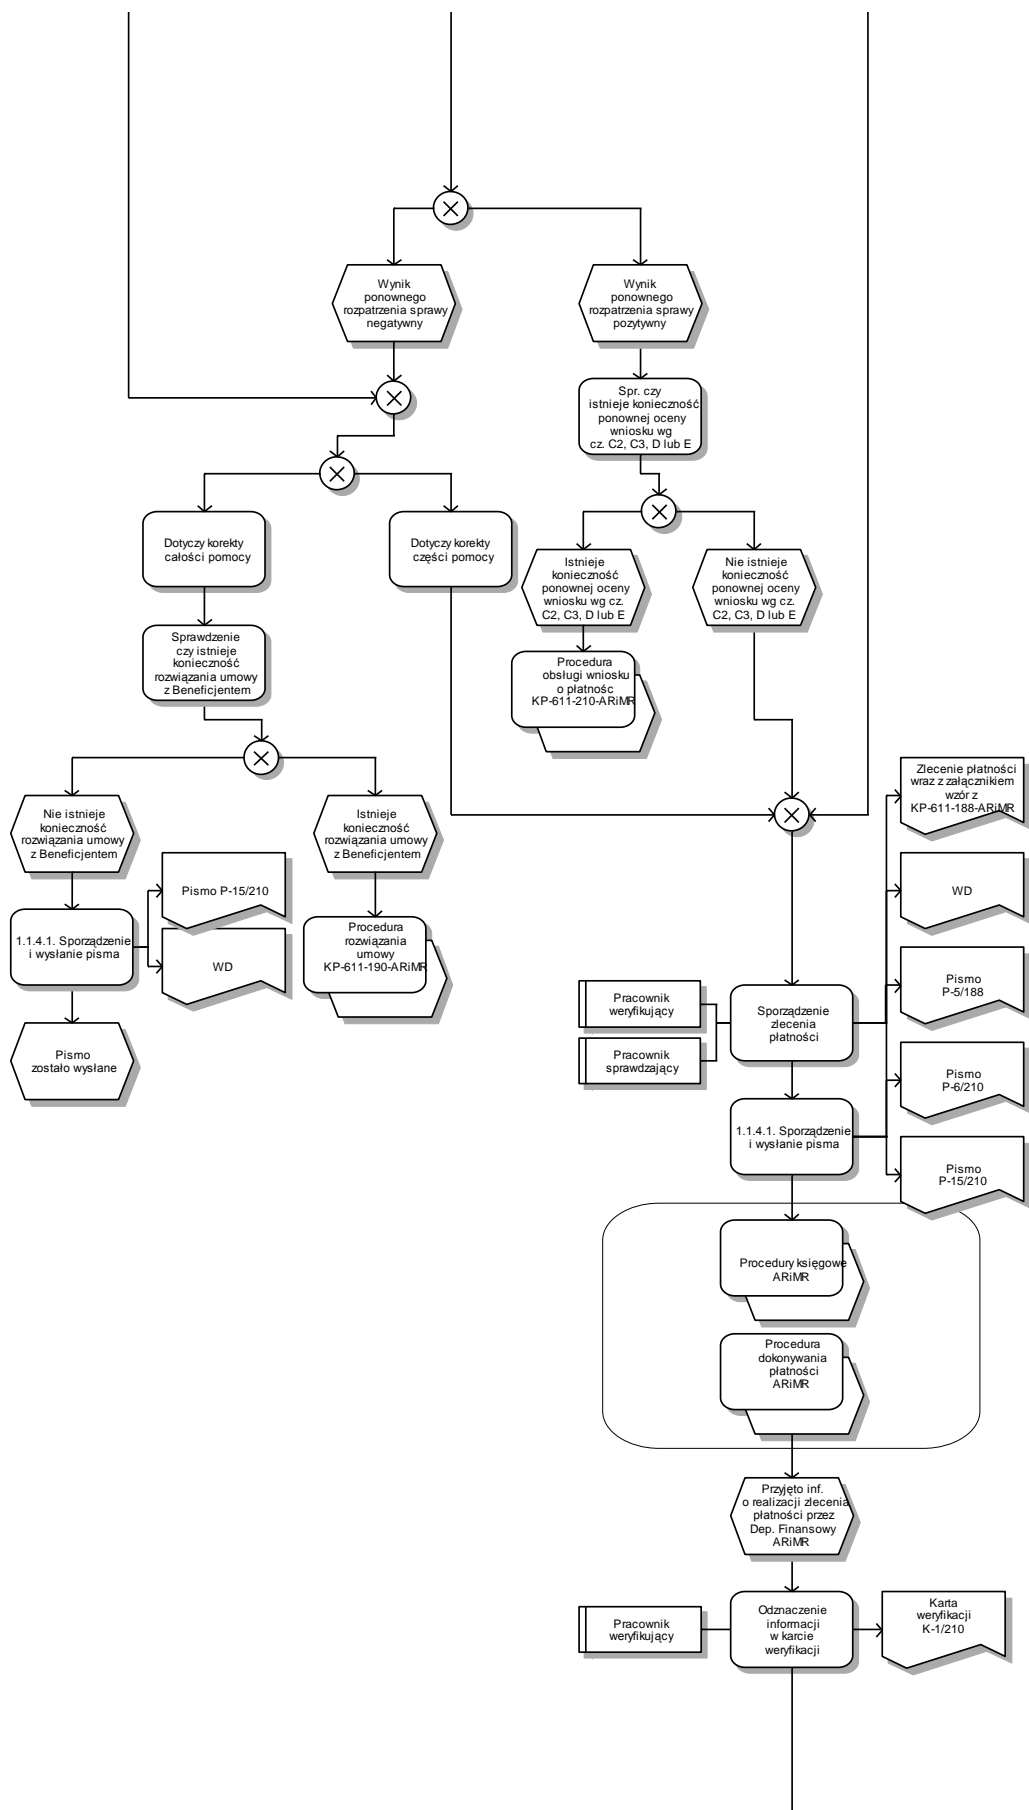 Wynik
ponownego
rozpatrzenia sprawy
negatywny
Wynik
ponownego
rozpatrzenia sprawy
pozytywny
Spr. czy
istnieje konieczność
ponownej oceny
wniosku wg
cz. C2, C3, D lub E
Dotyczy korekty
całości pomocy
Dotyczy korekty
części pomocy
Istnieje
konieczność
ponownej oceny
wniosku wg cz.
C2, C3, D lub E
Nie istnieje
konieczność
ponownej oceny
wniosku wg cz.
C2, C3, D lub E
Sprawdzenie
czy istnieje
konieczność
rozwiązania umowy
z Beneficjentem
Procedura
obsługi wniosku
o płatnośc
KP-611-210-ARiMR
Nie istnieje
konieczność
rozwiązania umowy
z Beneficjentem
Istnieje
konieczność
rozwiązania umowy
z Beneficjentem
Zlecenie płatności
wraz z załącznikiem
wzór z
KP-611-188-ARiMR
Pismo P-15/210
WD
1.1.4.1. Sporządzenie
i wysłanie pisma
WD
Procedura
rozwiązania
umowy
KP-611-190-ARiMR
Pismo
zostało wysłane
Pracownik
weryfikujący
Pracownik
sprawdzający
Sporządzenie
zlecenia
płatności
Pismo
P-5/188
Pismo
P-6/210
1.1.4.1. Sporządzenie
i wysłanie pisma
Pismo
P-15/210
Procedury księgowe
ARiMR
Procedura
dokonywania
płatności
ARiMR
Przyjęto inf.
o realizacji zlecenia
płatności przez
Dep. Finansowy
ARiMR
Pracownik
weryfikujący
Odznaczenie
informacji
w karcie
weryfikacji
Karta
weryfikacji
K-1/210